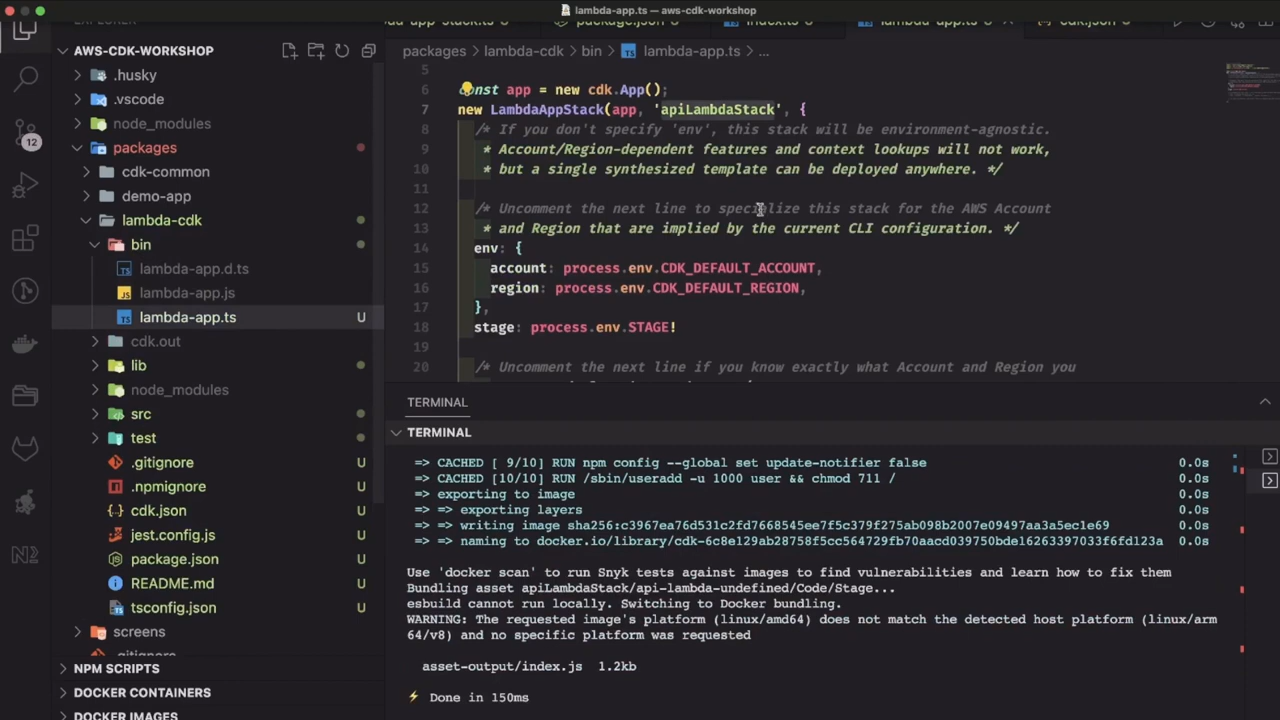 lambda-app.ts — aws-cdk-workshop
package.json
index.ts
lambda-app.ts
cdk.json
AWS-CDK-WORKSHOP
.husky
.vscode
node_modules
packages
cdk-common
demo-app
lambda-cdk
bin
lambda-app.d.ts
lambda-app.js
lambda-app.ts U
cdk.out
lib
node_modules
src
test
.gitignore U
.npmignore U
cdk.json U
jest.config.js U
package.json U
README.md U
tsconfig.json U
screens
NPM SCRIPTS
DOCKER CONTAINERS
DOCKER IMAGES
12
packages > lambda-cdk > bin > lambda-app.ts > ...
5
6 const app = new cdk.App();
7 new LambdaAppStack(app, 'apiLambdaStack', {
8 /* If you don't specify 'env', this stack will be environment-agnostic.
9 * Account/Region-dependent features and context lookups will not work,
10 * but a single synthesized template can be deployed anywhere. */
11
12 /* Uncomment the next line to specialize this stack for the AWS Account
13 * and Region that are implied by the current CLI configuration. */
14 env: {
15 account: process.env.CDK_DEFAULT_ACCOUNT,
16 region: process.env.CDK_DEFAULT_REGION,
17 },
18 stage: process.env.STAGE!
19
20 /* Uncomment the next line if you know exactly what Account and Region you
TERMINAL
TERMINAL
=> CACHED [ 9/10] RUN npm config --global set update-notifier false 0.0s
=> CACHED [10/10] RUN /sbin/useradd -u 1000 user && chmod 711 / 0.0s
=> exporting to image 0.0s
=> => exporting layers 0.0s
=> => writing image sha256:c3967ea76d531c2fd7668545ee7f5c379f275ab098b2007e09497aa3a5ec1e69 0.0s
=> => naming to docker.io/library/cdk-6c8e129ab28758f5cc564729fb70aacd039750bde16263397033f6fd123a 0.0s
Use 'docker scan' to run Snyk tests against images to find vulnerabilities and learn how to fix them
Bundling asset apiLambdaStack/api-lambda-undefined/Code/Stage...
esbuild cannot run locally. Switching to Docker bundling.
WARNING: The requested image's platform (linux/amd64) does not match the detected host platform (linux/arm
64/v8) and no specific platform was requested
asset-output/index.js 1.2kb
⚡ Done in 150ms